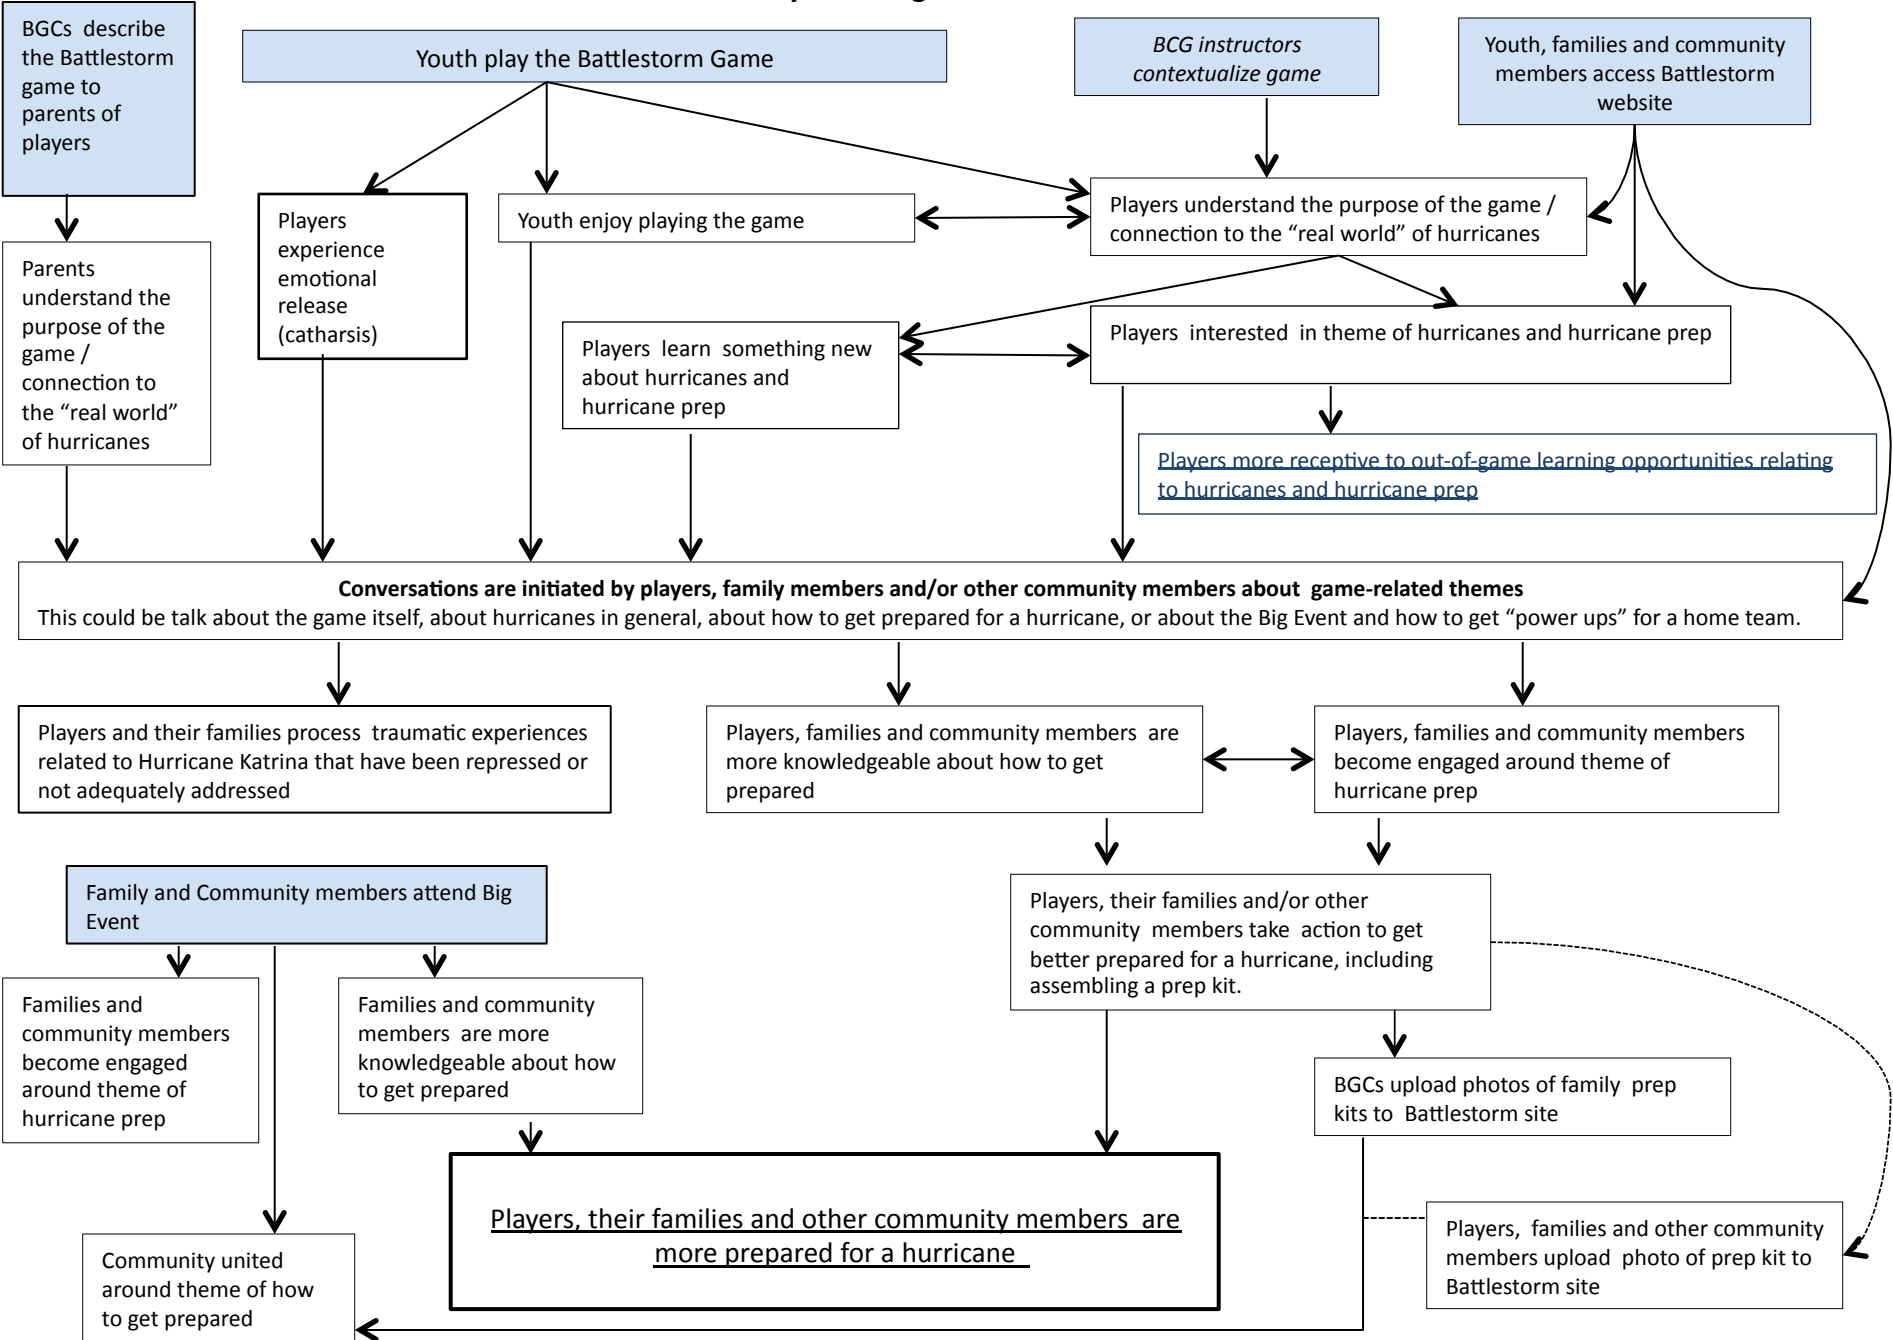 BGCs describe
the Battlestorm
game to
parents of
players
Youth play the Battlestorm Game
BCG instructors
contextualize game
Youth, families and community
members access Battlestorm
website
Players
experience
emotional
release
(catharsis)
Youth enjoy playing the game
Players understand the purpose of the game /
connection to the “real world” of hurricanes
Parents
understand the
purpose of the
game /
connection to
the “real world”
of hurricanes
Players learn something new
about hurricanes and
hurricane prep
Players interested in theme of hurricanes and hurricane prep
Players more receptive to out-of-game learning opportunities relating
to hurricanes and hurricane prep
Conversations are initiated by players, family members and/or other community members about game-related themes
This could be talk about the game itself, about hurricanes in general, about how to get prepared for a hurricane, or about the Big Event and how to get “power ups” for a home team.
Players and their families process traumatic experiences
related to Hurricane Katrina that have been repressed or
not adequately addressed
Players, families and community members are
more knowledgeable about how to get
prepared
Players, families and community members
become engaged around theme of
hurricane prep
Family and Community members attend Big
Event
Players, their families and/or other
community members take action to get
better prepared for a hurricane, including
assembling a prep kit.
Families and
community members
become engaged
around theme of
hurricane prep
Families and community
members are more
knowledgeable about how
to get prepared
BGCs upload photos of family prep
kits to Battlestorm site
Players, their families and other community members are
more prepared for a hurricane
Players, families and other community
members upload photo of prep kit to
Battlestorm site
Community united
around theme of how
to get prepared